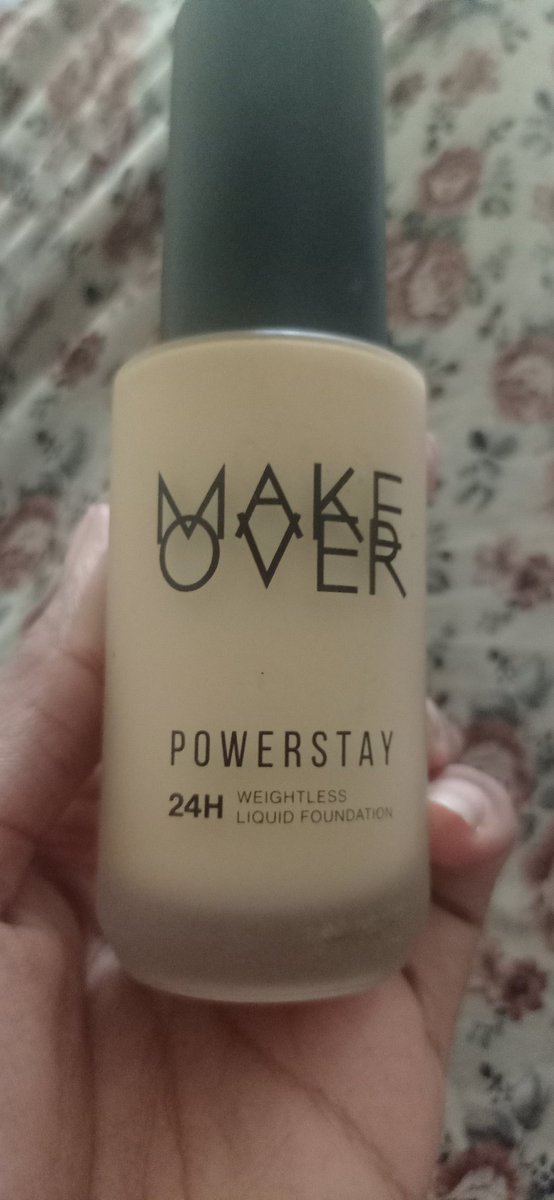 MAKE
OVER
POWERSTAY
24H WEIGHTLESS
LIQUID FOUNDATION